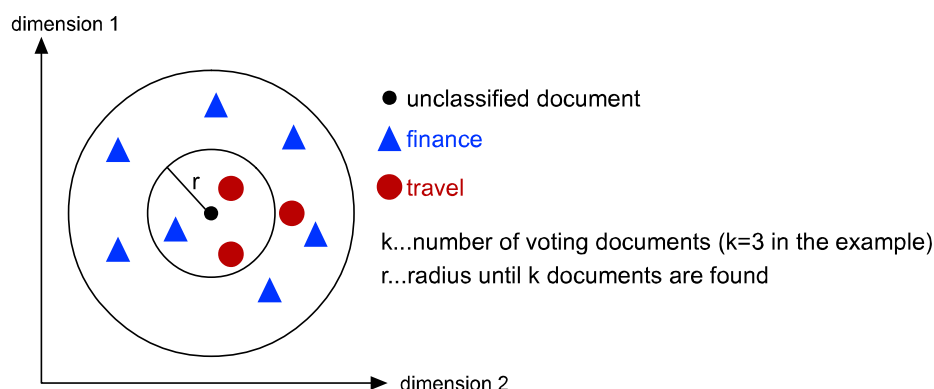 dimension 1
unclassified document
finance
r
travel
k...number of voting documents (k=3 in the example)
r...radius until k documents are found
dimension 2